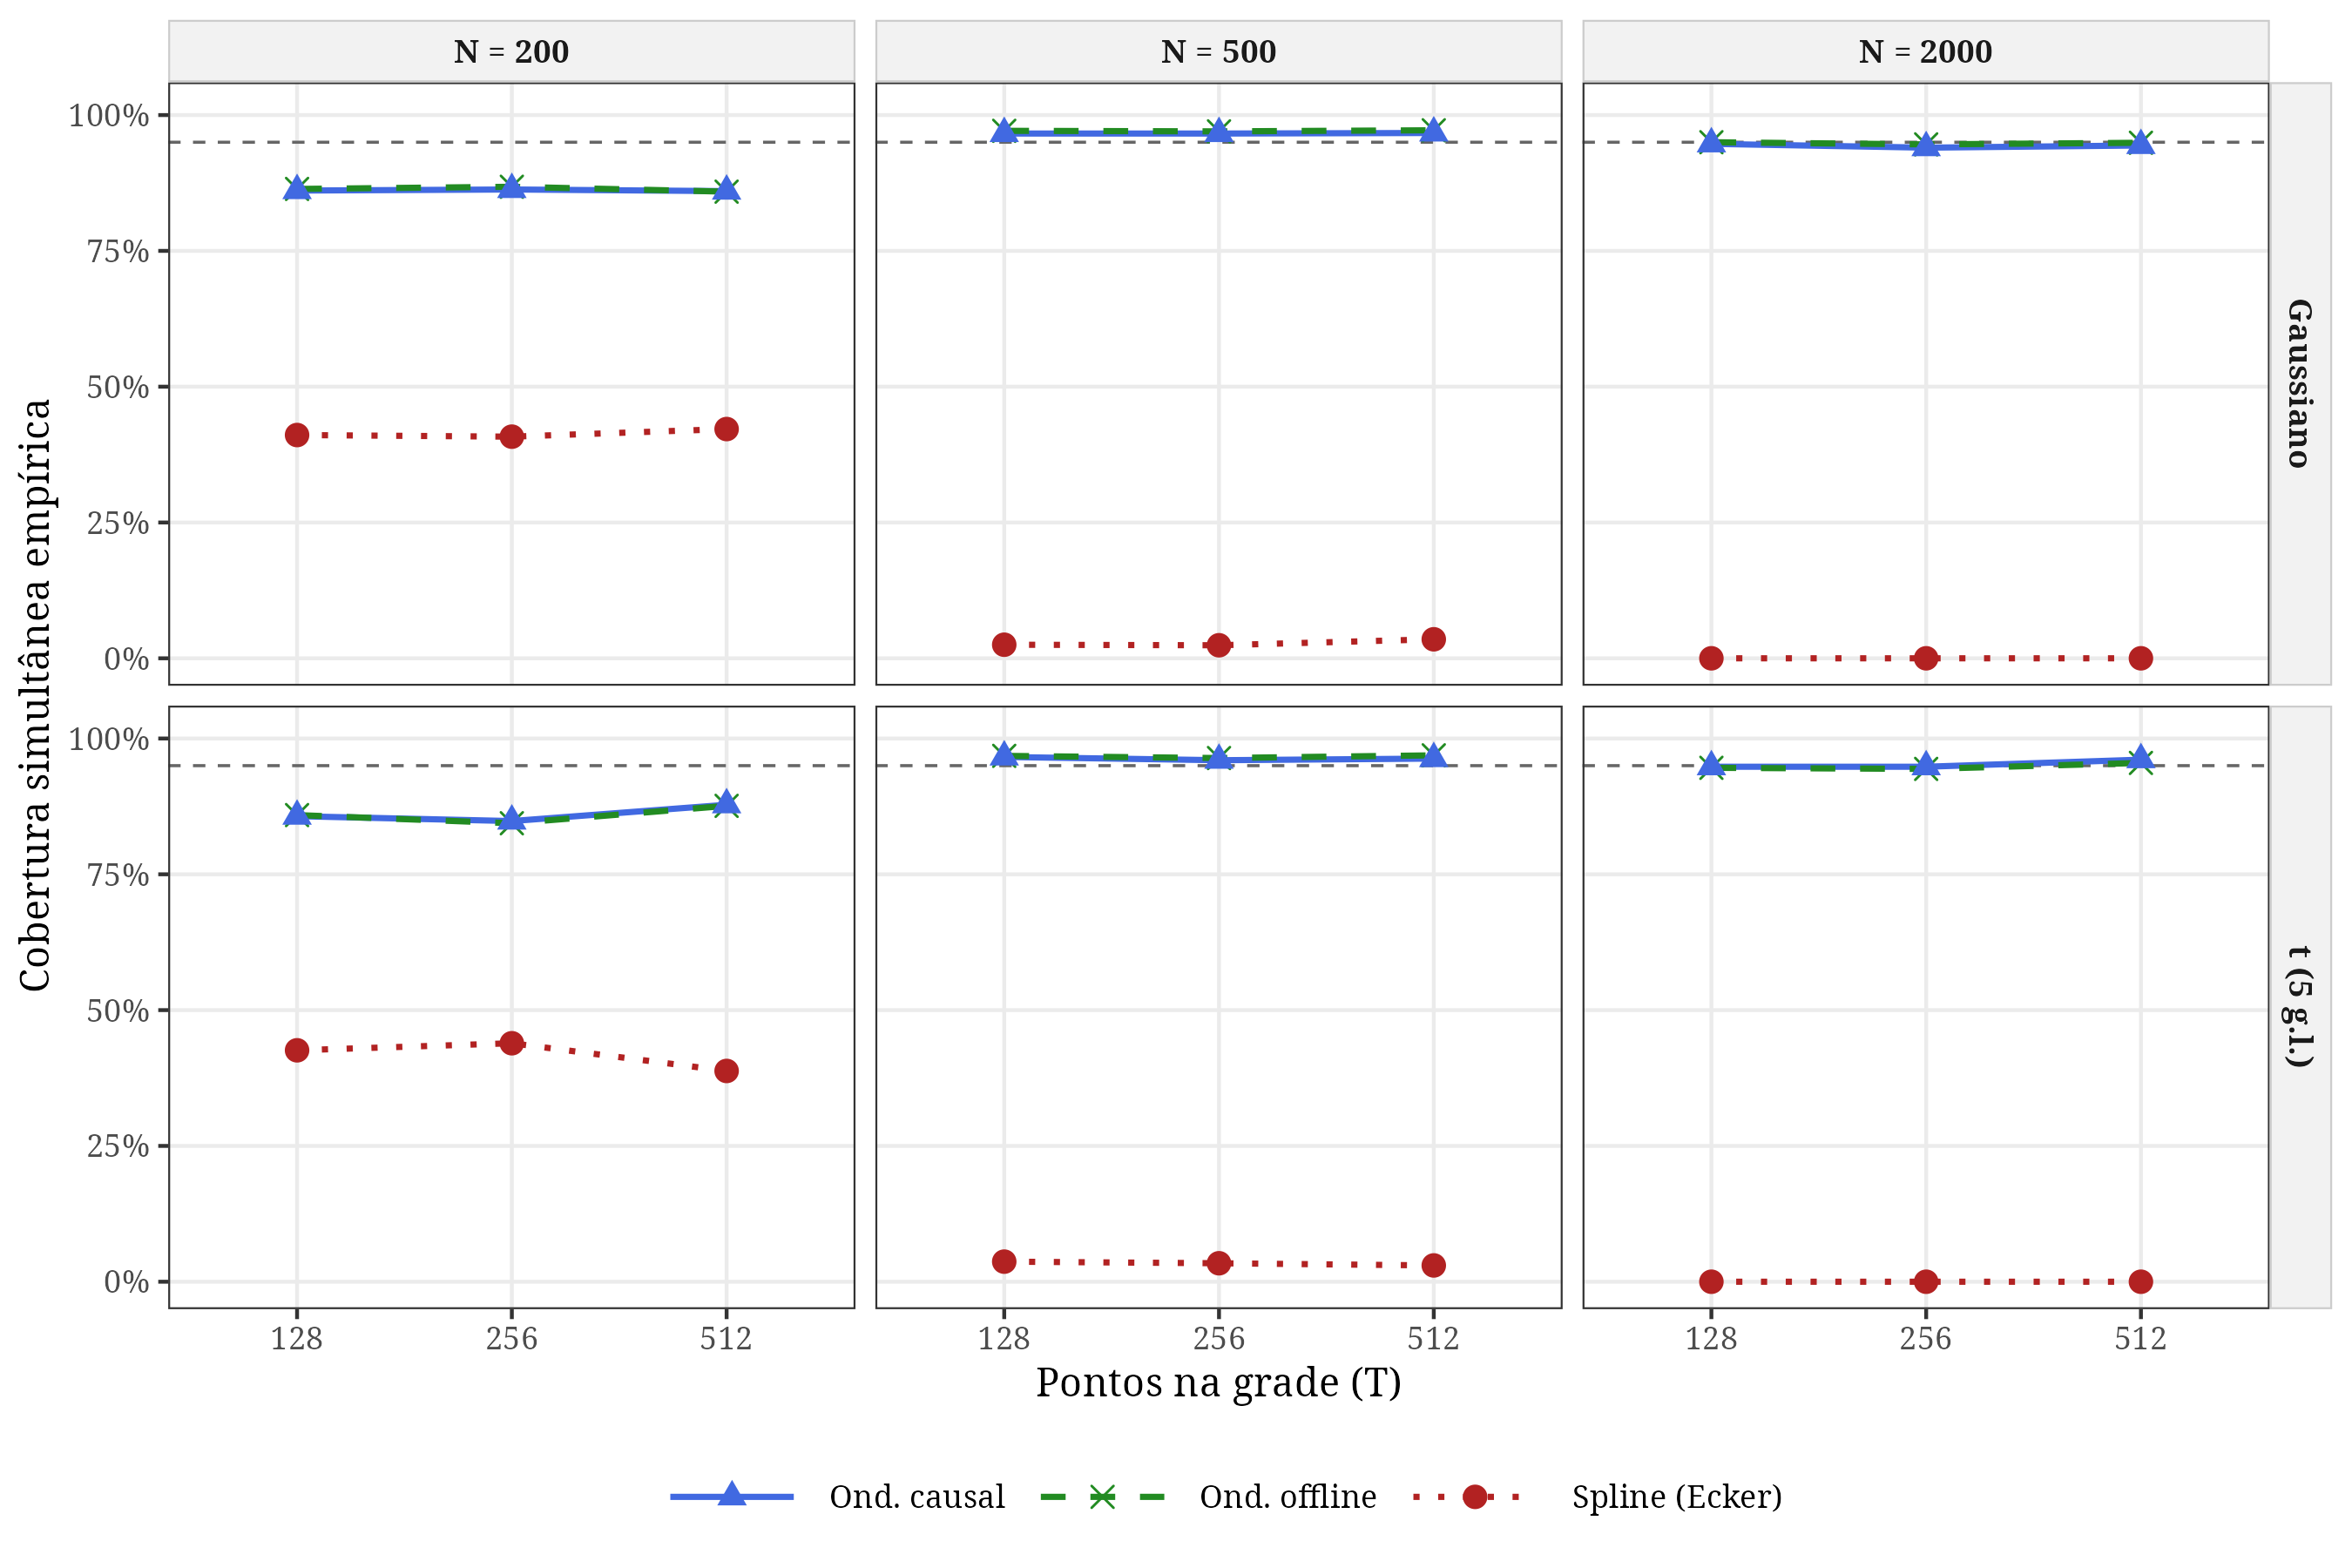 N = 200
N = 500
N = 2000
Cobertura simultânea empírica
100%
75%
50%
25%
0%
Gaussiano
100%
75%
50%
25%
0%
t (5 g.l.)
128 256 512
128 256 512
128 256 512
Pontos na grade (T)
Ond. causal Ond. offline Spline (Ecker)